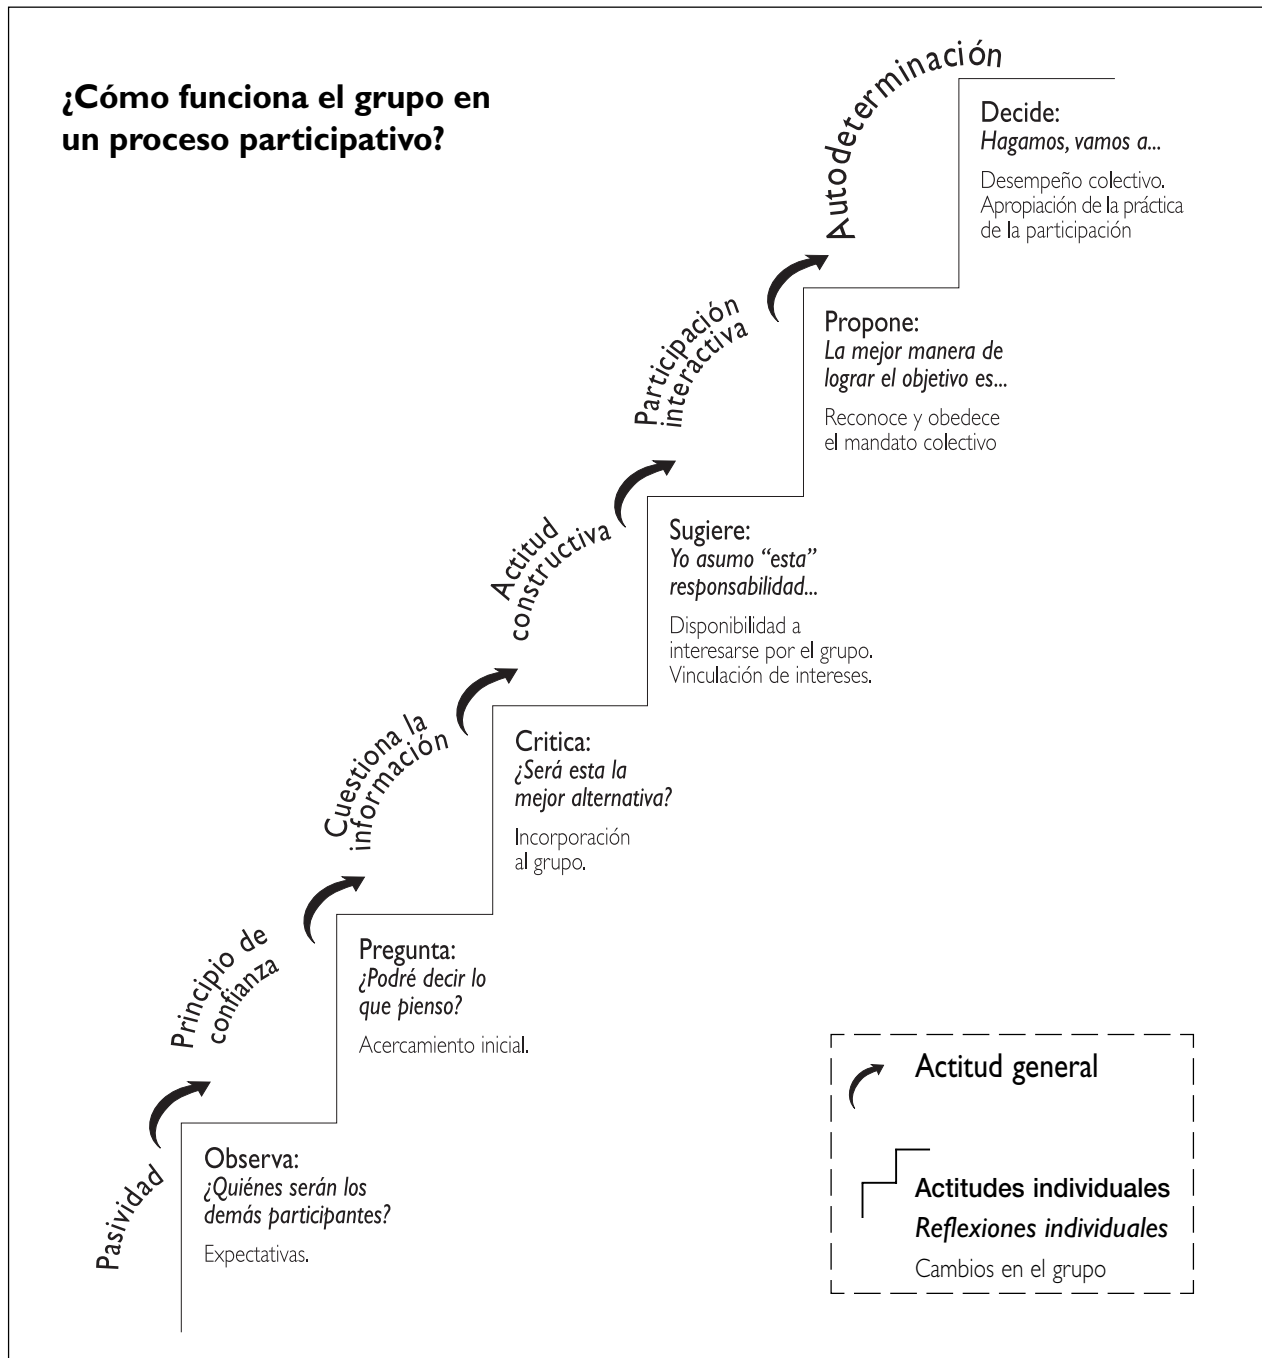 ¿Cómo funciona el grupo en
un proceso participativo?
Autodeterminación
Decide:
Hagamos, vamos a...
Desempeño colectivo.
Apropiación de la práctica
de la participación
Participación
interactiva
Propone:
La mejor manera de
lograr el objetivo es...
Reconoce y obedece
el mandato colectivo
Actitud
constructiva
Sugiere:
Yo asumo “esta”
responsabilidad...
Disponibilidad a
interesarse por el grupo.
Vinculación de intereses.
Cuestiona la
información
Critica:
¿Será esta la
mejor alternativa?
Incorporación
al grupo.
Principio de
confianza
Pregunta:
¿Podré decir lo
que pienso?
Acercamiento inicial.
Pasividad
Observa:
¿Quiénes serán los
demás participantes?
Expectativas.
Actitud general
Actitudes individuales
Reflexiones individuales
Cambios en el grupo